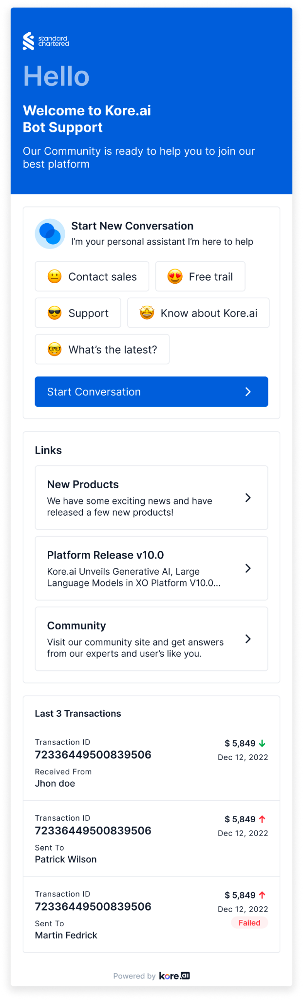 standard
chartered
Hello
Welcome to Kore.ai
Bot Support
Our Community is ready to help you to join our
best platform
Start New Conversation
I’m your personal assistant I’m here to help
Contact sales
Free trail
Support
Know about Kore.ai
What’s the latest?
Start Conversation
Links
New Products
We have some exciting news and have
released a few new products!
Platform Release v10.0
Kore.ai Unveils Generative AI, Large
Language Models in XO Platform V10.0...
Community
Visit our community site and get answers
from our experts and user’s like you.
Last 3 Transactions
Transaction ID
$ 5,849
72336449500839506
Dec 12, 2022
Received From
Jhon doe
Transaction ID
$ 5,849
72336449500839506
Dec 12, 2022
Sent To
Patrick Wilson
Transaction ID
$ 5,849
72336449500839506
Dec 12, 2022
Sent To
Failed
Martin Fedrick
Powered by kore.ai